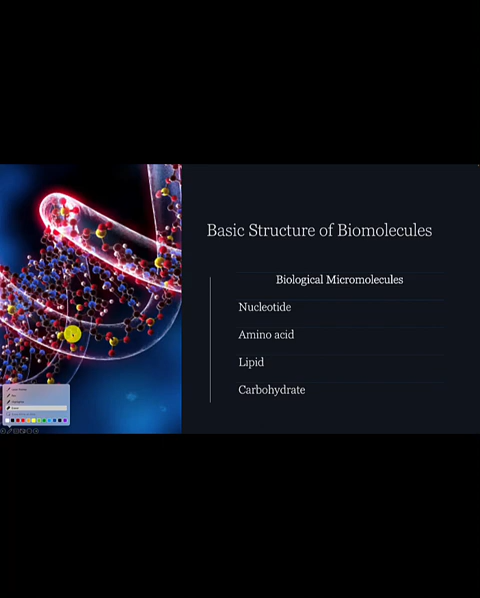 Basic Structure of Biomolecules
Biological Micromolecules
Nucleotide
Amino acid
Lipid
Carbohydrate